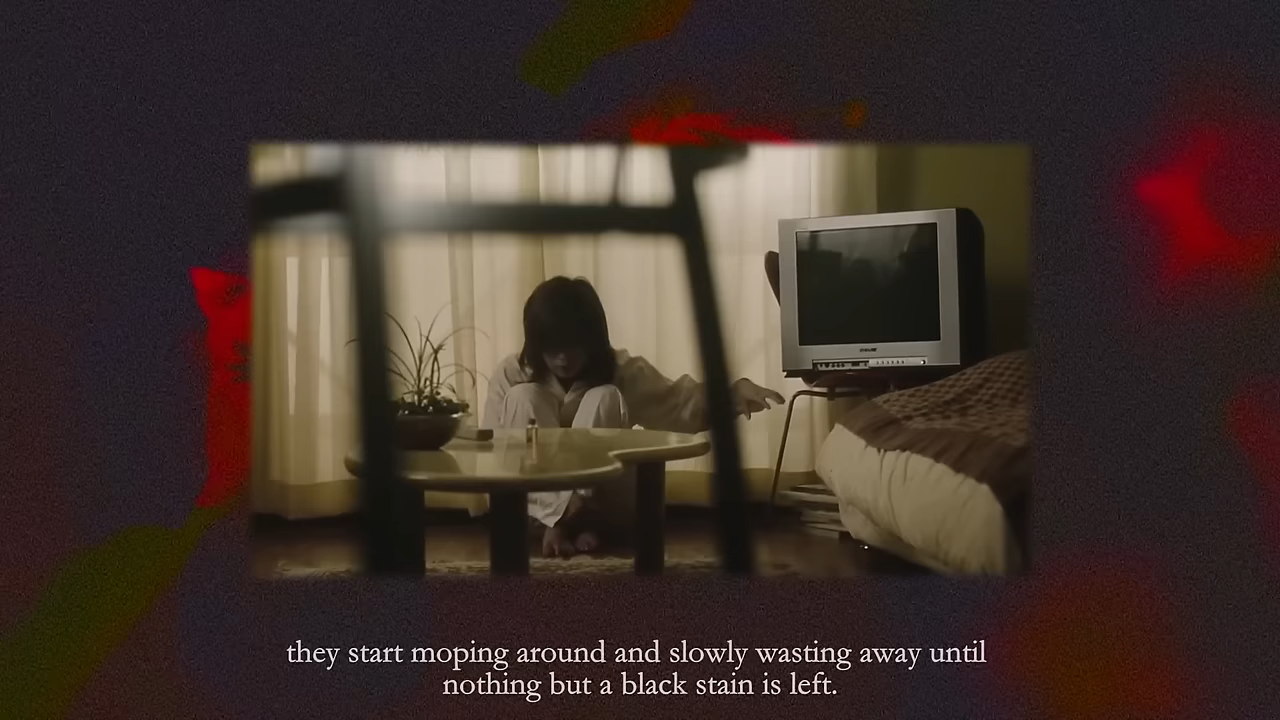 they start moping around and slowly wasting away until
nothing but a black stain is left.